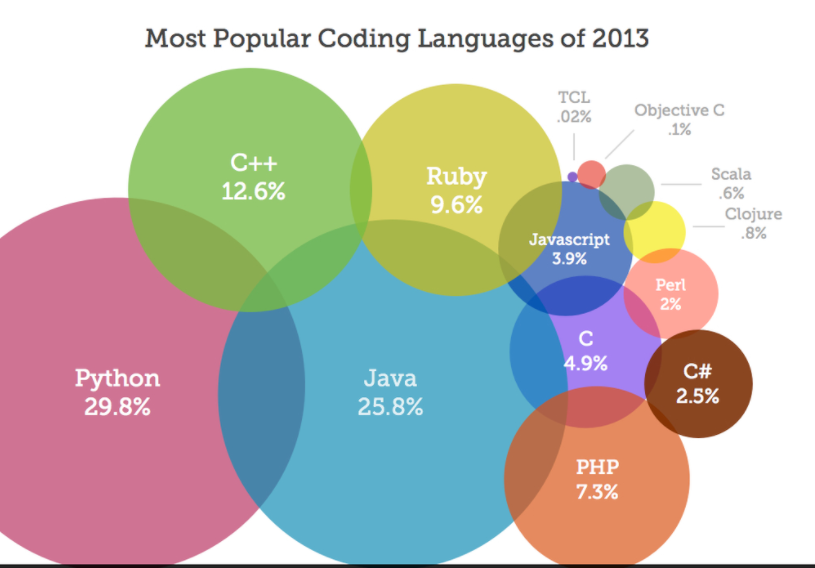 Most Popular Coding Languages of 2013
TCL
.02%
Objective C
.1%
C++
12.6%
Ruby
9.6%
Scala
.6%
Clojure
.8%
Javascript
3.9%
Perl
2%
C
4.9%
C#
2.5%
Python
29.8%
Java
25.8%
PHP
7.3%